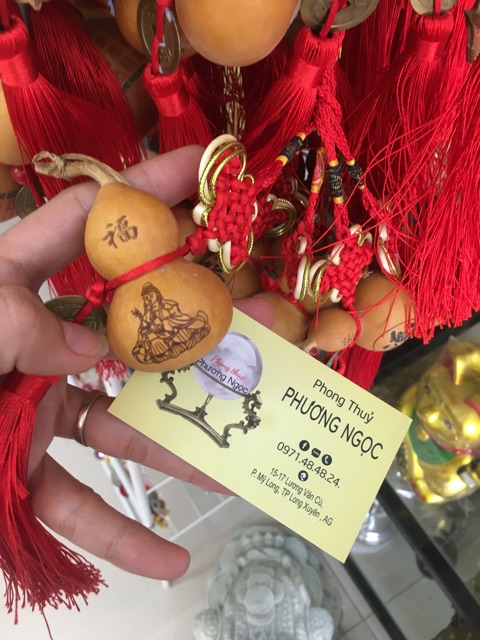 福
Phong thuỷ
Phương Ngọc
Phong Thuỷ
PHƯƠNG NGỌC
0971.48.48.24.
15-17 Lương Văn Cù,
P. Mỹ Long, TP Long Xuyên , AG